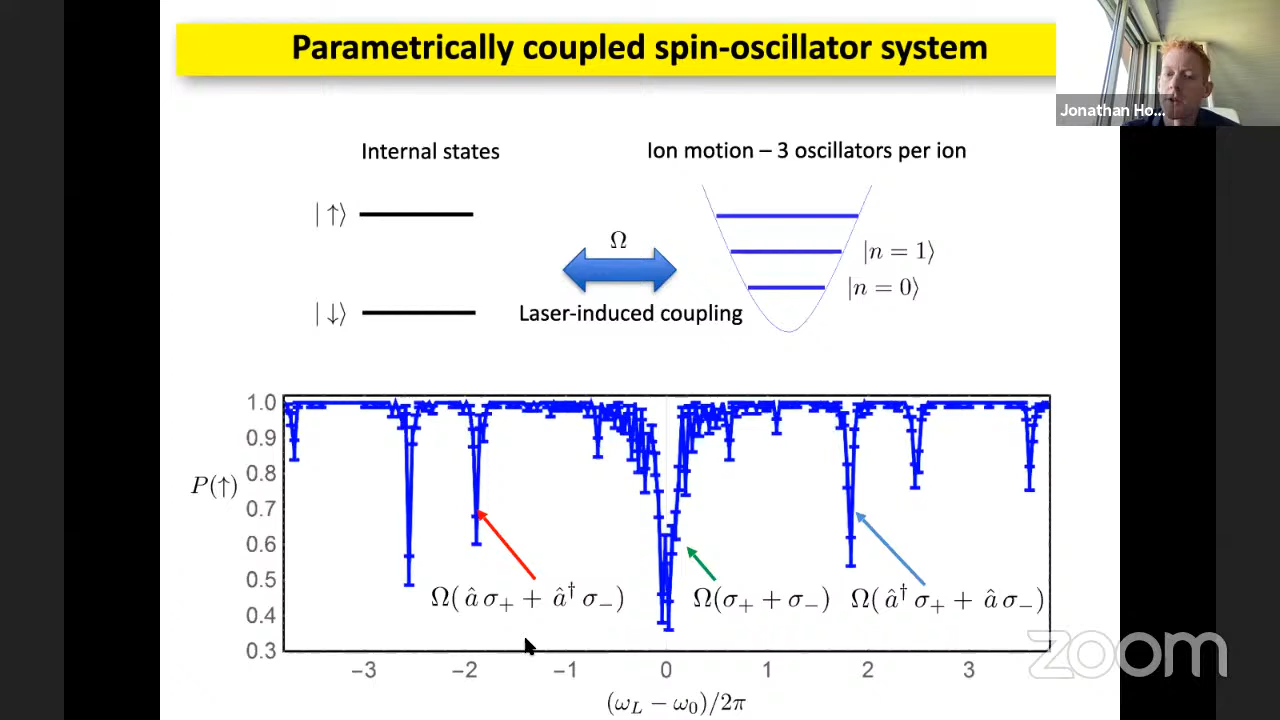 Parametrically coupled spin-oscillator system
Jonathan Ho...
Internal states
Ion motion – 3 oscillators per ion
|↑⟩
Ω
|n = 1⟩
|n = 0⟩
|↓⟩
Laser-induced coupling
1.0
0.9
0.8
P(↑)
0.7
0.6
0.5
0.4
0.3
Ω(â σ₊ + â† σ₋)
Ω(σ₊ + σ₋)
Ω(â† σ₊ + â σ₋)
zoom
−3 −2 −1 0 1 2 3
(ω_L − ω₀)/2π